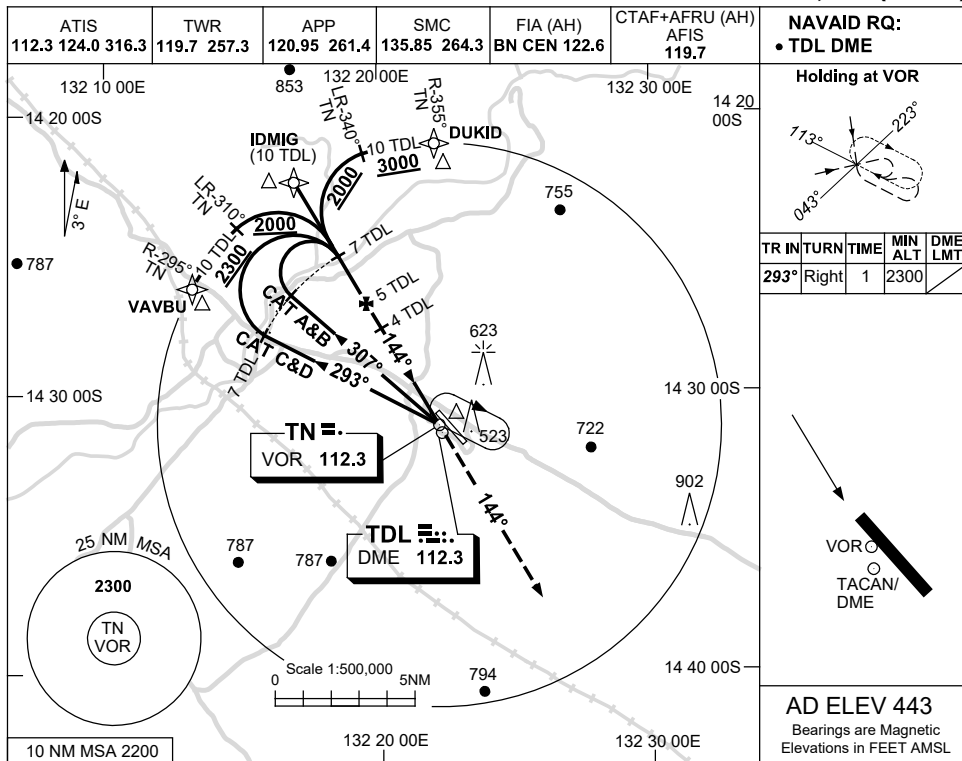 ATIS
112.3 124.0 316.3
TWR
119.7 257.3
APP
120.95 261.4
SMC
135.85 264.3
FIA (AH)
BN CEN 122.6
CTAF+AFRU (AH)
AFIS
119.7
NAVAID RQ:
• TDL DME
132 10 00E
853
132 20 00E
132 30 00E
14 20 00S
14 20
00S
LR-340°
TN
R-355°
TN
IDMIG
(10 TDL)
10 TDL
3000
DUKID
2000
3° E
LR-310°
TN
2000
7 TDL
755
R-295°
TN
10 TDL
2300
787
VAVBU
5 TDL
4 TDL
CAT A&B
307°
144°
CAT C&D
293°
7 TDL
623
14 30 00S
14 30 00S
523
TN
VOR 112.3
722
902
144°
TDL
DME 112.3
25 NM MSA
2300
TN
VOR
787
787
Scale 1:500,000
0
5NM
794
14 40 00S
10 NM MSA 2200
132 20 00E
132 30 00E
Holding at VOR
113°
223°
043°
TR IN TURN TIME MIN ALT DME LMT
293° Right 1 2300
VOR
TACAN/
DME
AD ELEV 443
Bearings are Magnetic
Elevations in FEET AMSL